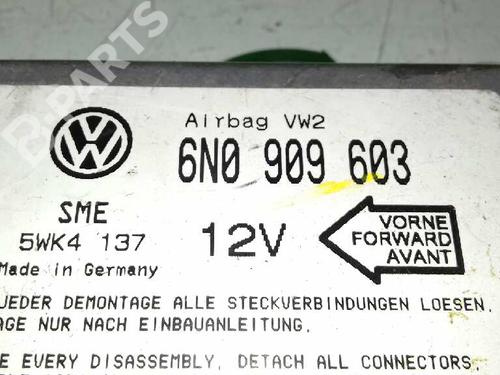 Airbag VW2
6N0 909 603
SME
5WK4 137
12V
VORNE
FORWARD
AVANT
Made in Germany
JEDER DEMONTAGE ALLE STECKVERBINDUNGEN LOESEN.
AGE NUR NACH EINBAUANLEITUNG.
E EVERY DISASSEMBLY, DETACH ALL CONNECTORS.